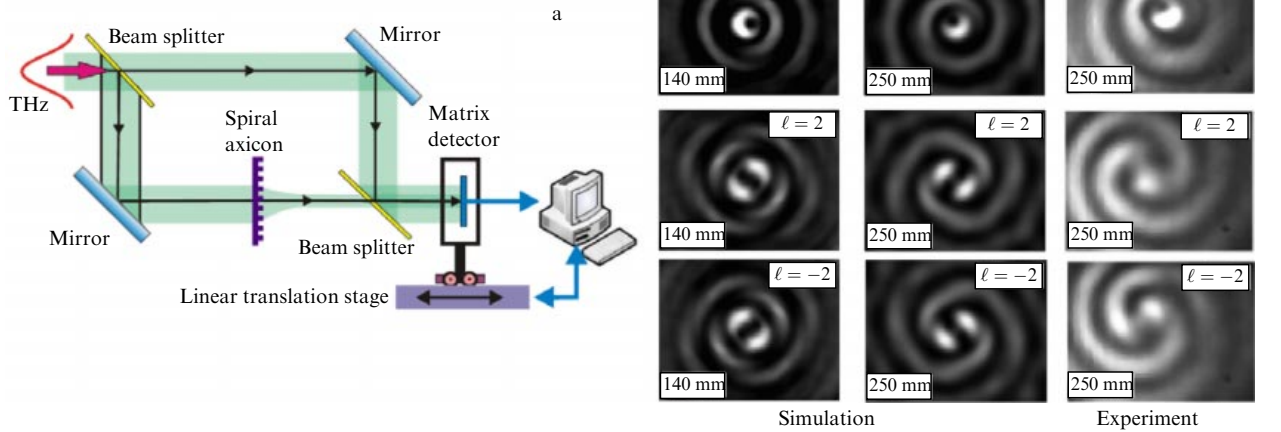 a
Beam splitter
Mirror
THz
Spiral
axicon
Matrix
detector
Mirror
Beam splitter
Linear translation stage
140 mm
250 mm
250 mm
ℓ = 2
ℓ = 2
ℓ = 2
140 mm
250 mm
250 mm
ℓ = −2
ℓ = −2
ℓ = −2
140 mm
250 mm
250 mm
Simulation
Experiment